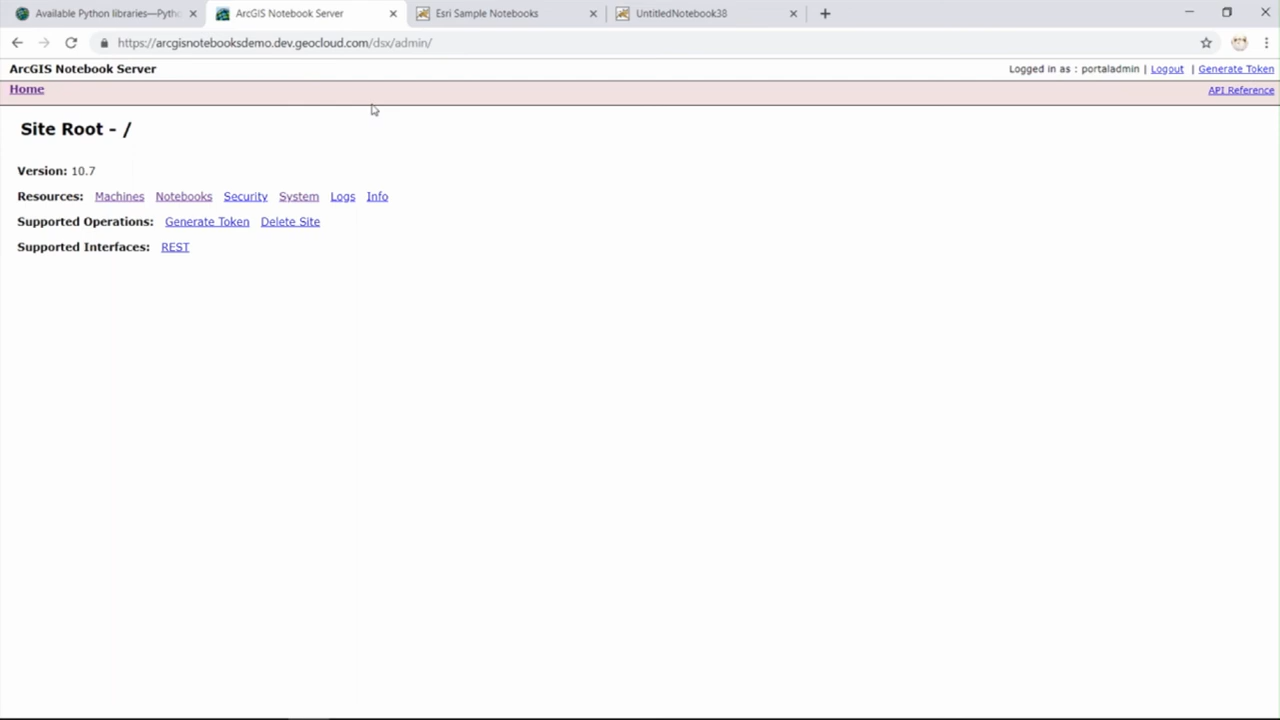 Available Python libraries—Pytho
ArcGIS Notebook Server
Esri Sample Notebooks
UntitledNotebook38
https://arcgisnotebooksdemo.dev.geocloud.com/dsx/admin/
ArcGIS Notebook Server
Logged in as : portaladmin | Logout | Generate Token
Home
API Reference
Site Root - /
Version: 10.7
Resources: Machines Notebooks Security System Logs Info
Supported Operations: Generate Token Delete Site
Supported Interfaces: REST